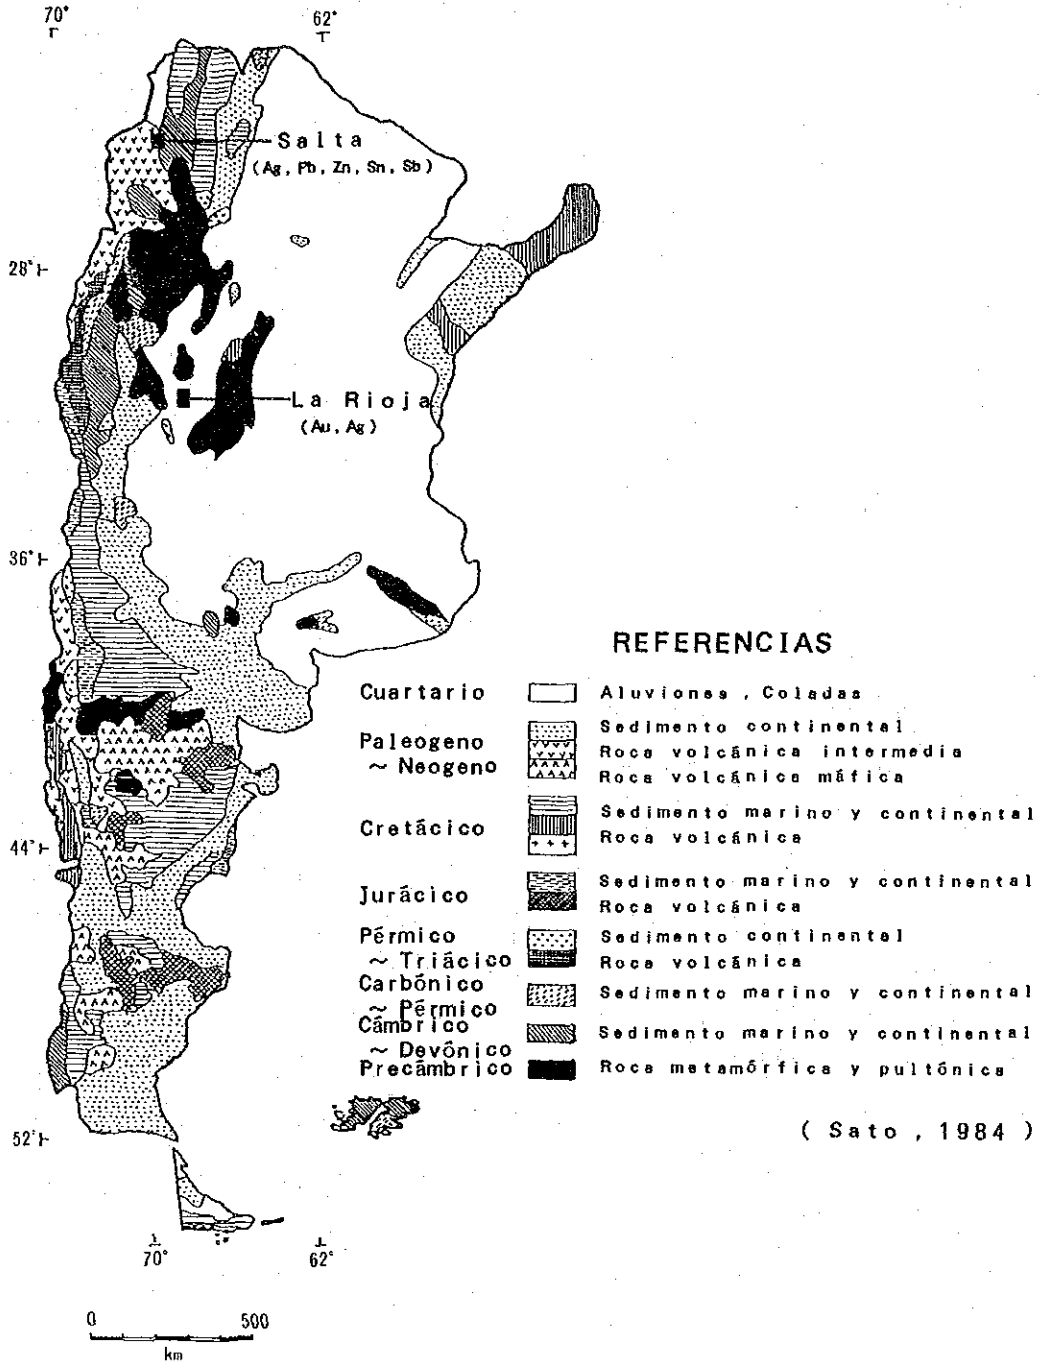 70°
62°
Salta
(Ag, Pb, Zn, Sn, Sb)
28°
La Rioja
(Au, Ag)
36°
REFERENCIAS
Cuartario
Aluviones , Coladas
Paleogeno
~ Neogeno
Sedimento continental
Roca volcánica intermedia
Roca volcánica máfica
Cretácico
Sedimento marino y continental
Roca volcánica
44°
Jurácico
Sedimento marino y continental
Roca volcánica
Pérmico
~ Triácico
Sedimento continental
Roca volcánica
Carbónico
~ Pérmico
Sedimento marino y continental
Cámbrico
~ Devónico
Sedimento marino y continental
Precámbrico
Roca metamórfica y pultónica
( Sato , 1984 )
52°
70°
62°
0 500
km